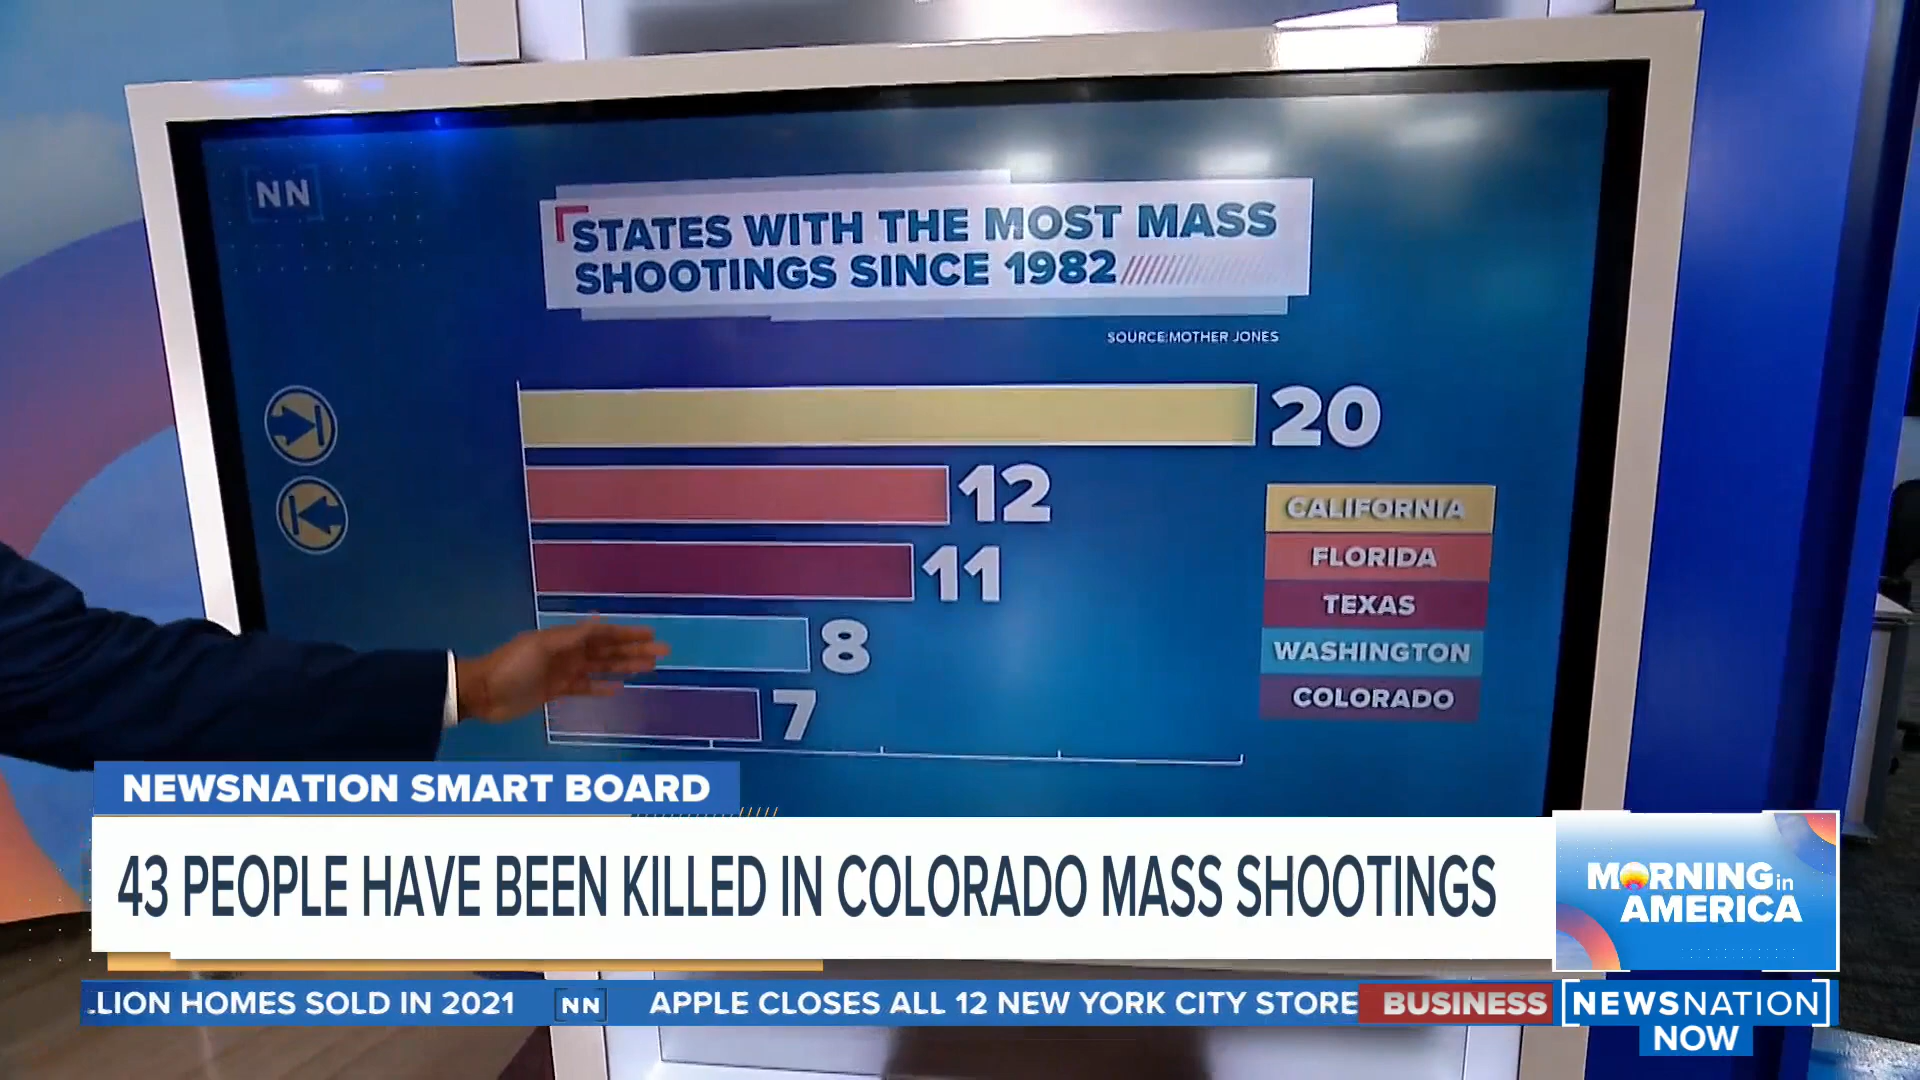 NN
STATES WITH THE MOST MASS
SHOOTINGS SINCE 1982
SOURCE:MOTHER JONES
20
12
11
8
7
CALIFORNIA
FLORIDA
TEXAS
WASHINGTON
COLORADO
NEWSNATION SMART BOARD
43 PEOPLE HAVE BEEN KILLED IN COLORADO MASS SHOOTINGS
MORNING in
AMERICA
LION HOMES SOLD IN 2021 NN APPLE CLOSES ALL 12 NEW YORK CITY STORE BUSINESS NEWSNATION
NOW